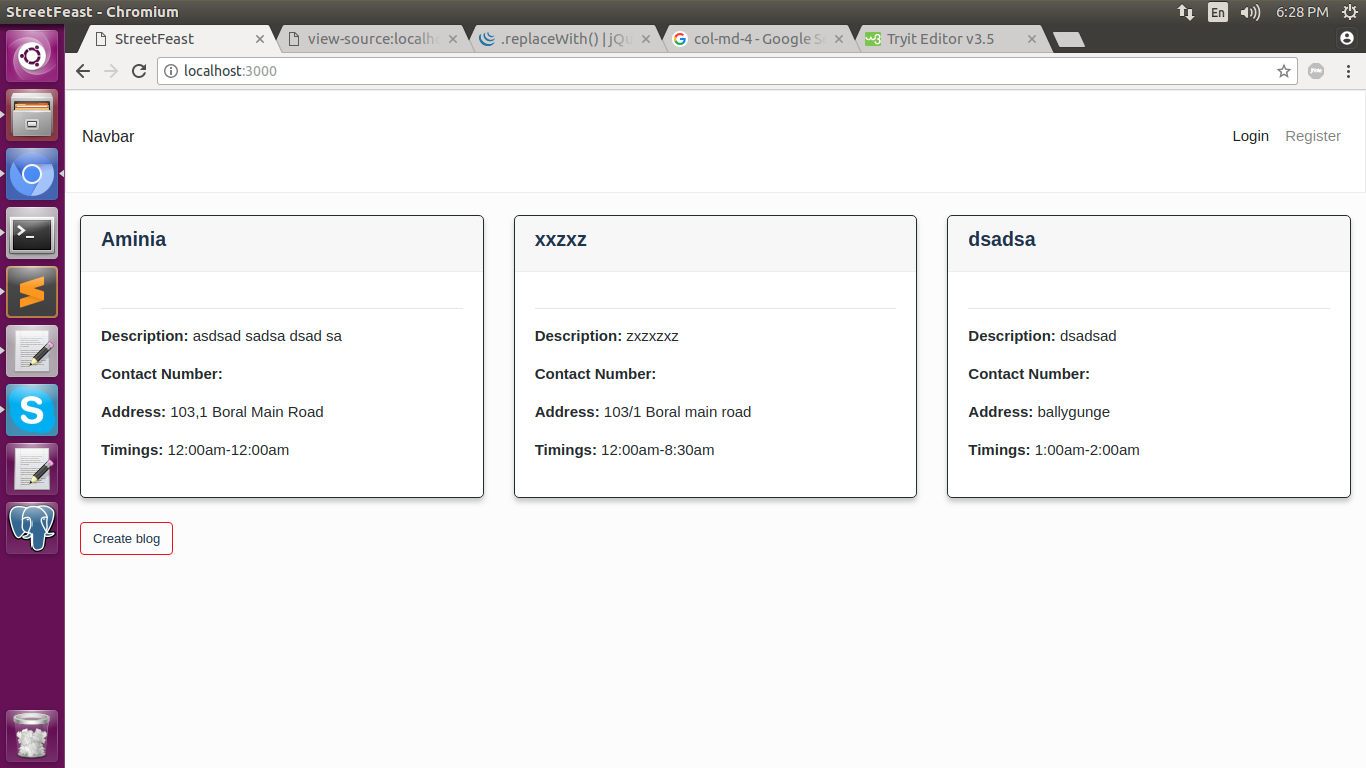 StreetFeast - Chromium
En
6:28 PM
StreetFeast
view-source:localh
.replaceWith() | jQu
col-md-4 - Google S
Tryit Editor v3.5
localhost:3000
Navbar
Login
Register
Aminia
Description: asdsad sadsa dsad sa
Contact Number:
Address: 103,1 Boral Main Road
Timings: 12:00am-12:00am
xxzxz
Description: zxzxzxz
Contact Number:
Address: 103/1 Boral main road
Timings: 12:00am-8:30am
dsadsa
Description: dsadsad
Contact Number:
Address: ballygunge
Timings: 1:00am-2:00am
Create blog